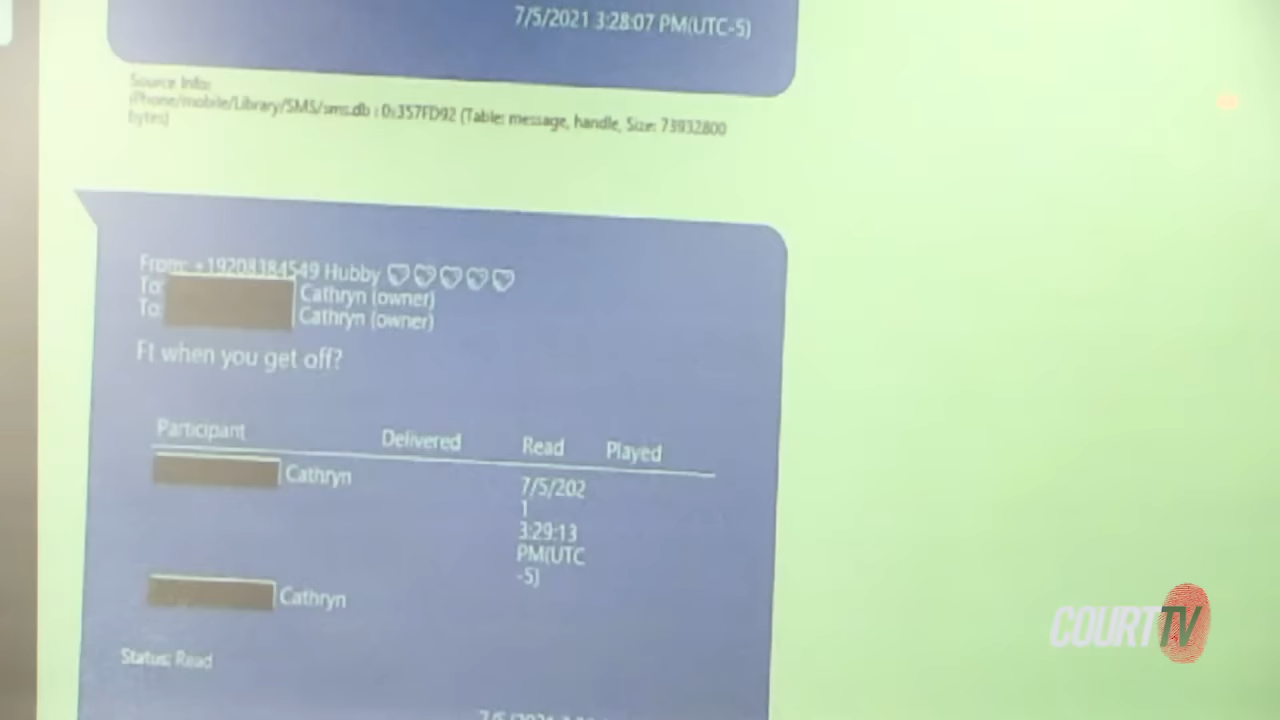 7/5/2021 3:28:07 PM(UTC-5)
Source Info:
iPhone/mobile/Library/SMS/sms.db : 0x357FD92 (Table: message, handle, Size: 73932800
bytes)
From: +19208384549 Hubby ♡♡♡♡♡
To: Cathryn (owner)
To: Cathryn (owner)
Ft when you get off?
Participant Delivered Read Played
Cathryn 7/5/202
1
3:29:13
PM(UTC
-5)
Cathryn
Status: Read
COURT TV